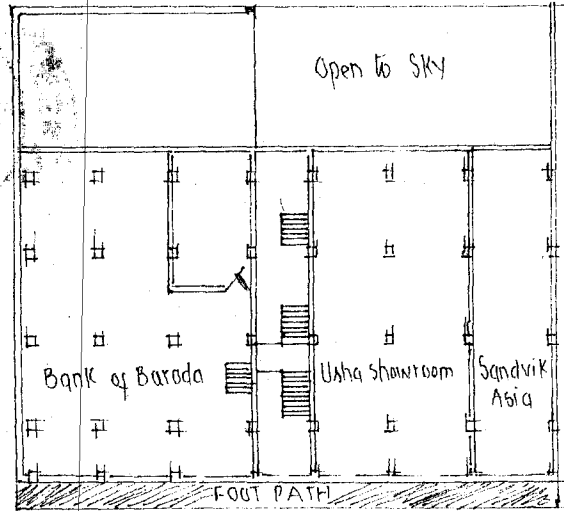 Open to SKY
Bank of Baroda
Usha Showroom
Sandvik
Asia
FOOT PATH